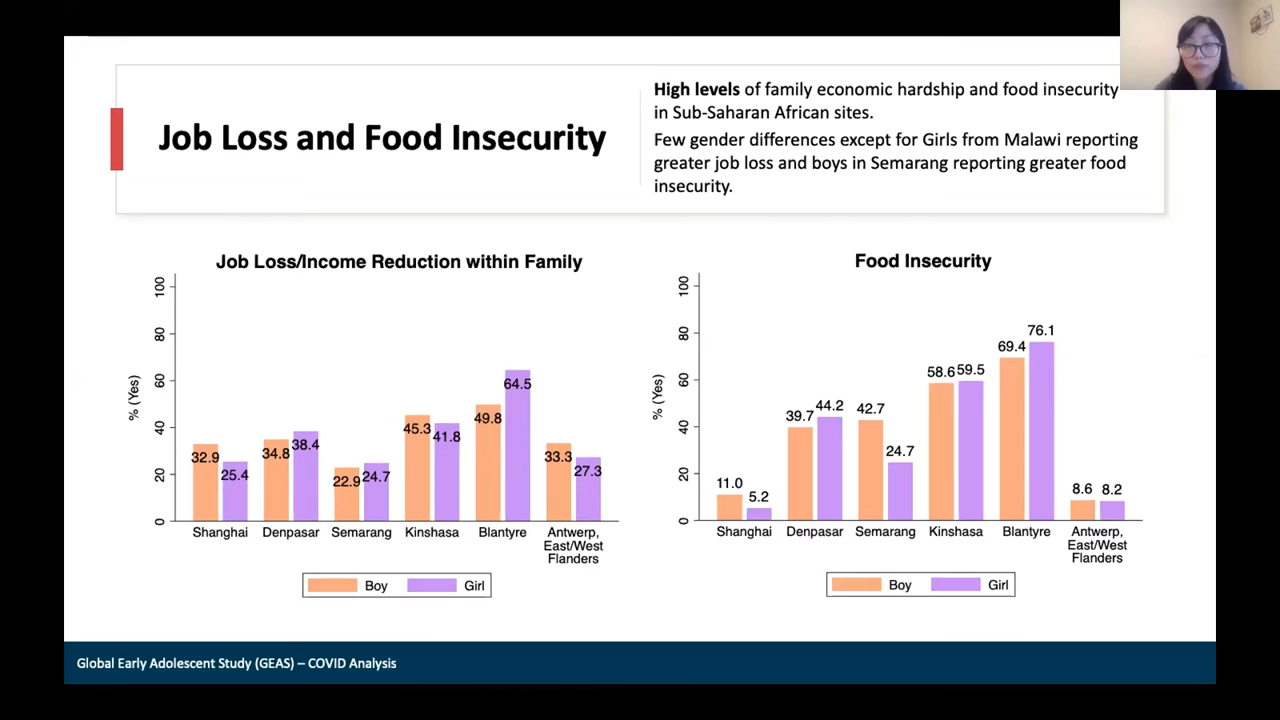 Job Loss and Food Insecurity
High levels of family economic hardship and food insecurity
in Sub-Saharan African sites.
Few gender differences except for Girls from Malawi reporting
greater job loss and boys in Semarang reporting greater food
insecurity.
Job Loss/Income Reduction within Family
% (Yes)
100
80
60
40
20
0
32.9
25.4
34.8
38.4
22.9
24.7
45.3
41.8
49.8
64.5
33.3
27.3
Shanghai
Denpasar
Semarang
Kinshasa
Blantyre
Antwerp,
East/West
Flanders
Boy
Girl
Food Insecurity
% (Yes)
100
80
60
40
20
0
11.0
5.2
39.7
44.2
42.7
24.7
58.6
59.5
69.4
76.1
8.6
8.2
Shanghai
Denpasar
Semarang
Kinshasa
Blantyre
Antwerp,
East/West
Flanders
Boy
Girl
Global Early Adolescent Study (GEAS) – COVID Analysis